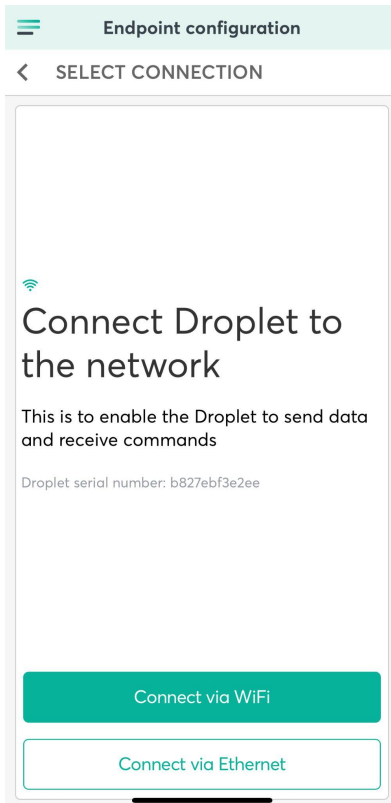 Endpoint configuration
SELECT CONNECTION
Connect Droplet to
the network
This is to enable the Droplet to send data
and receive commands
Droplet serial number: b827ebf3e2ee
Connect via WiFi
Connect via Ethernet